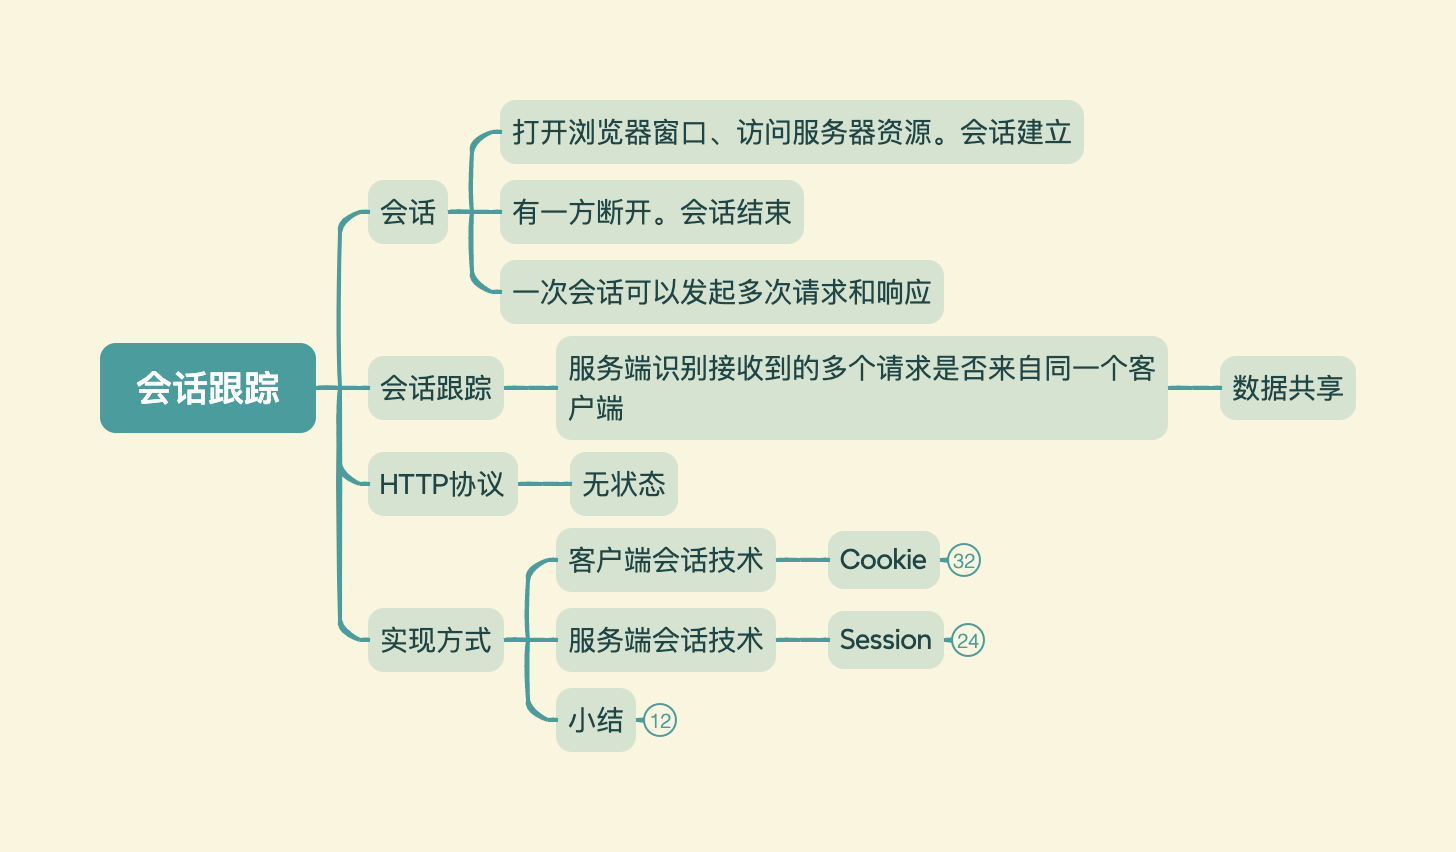 会话跟踪
会话
打开浏览器窗口、访问服务器资源。会话建立
有一方断开。会话结束
一次会话可以发起多次请求和响应
会话跟踪
服务端识别接收到的多个请求是否来自同一个客
户端
数据共享
HTTP协议
无状态
实现方式
客户端会话技术
Cookie
32
服务端会话技术
Session
24
小结
12